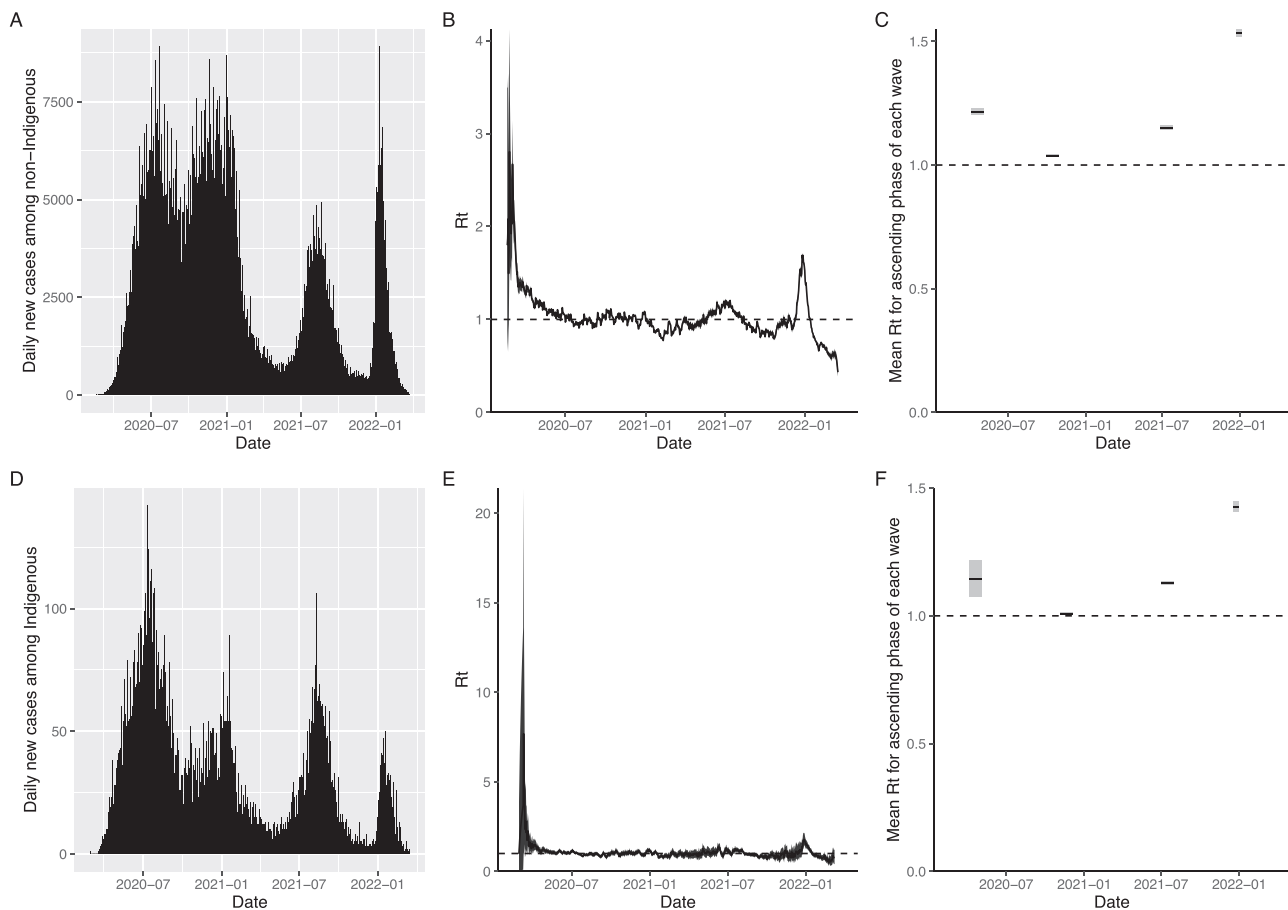 A
Daily new cases among non−Indigenous
7500
5000
2500
0
2020−07 2021−01 2021−07 2022−01
Date
B
Rt
4
3
2
1
0
2020−07 2021−01 2021−07 2022−01
Date
C
Mean Rt for ascending phase of each wave
1.5
1.0
0.5
0.0
2020−07 2021−01 2021−07 2022−01
Date
D
Daily new cases among Indigenous
100
50
0
2020−07 2021−01 2021−07 2022−01
Date
E
Rt
20
15
10
5
0
2020−07 2021−01 2021−07 2022−01
Date
F
Mean Rt for ascending phase of each wave
1.5
1.0
0.5
0.0
2020−07 2021−01 2021−07 2022−01
Date